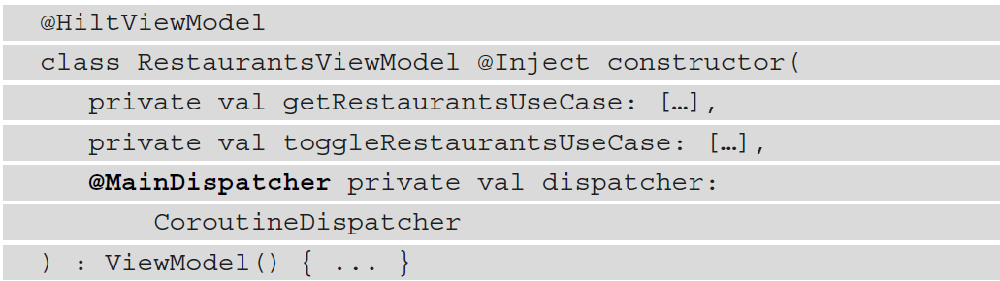 @HiltViewModel
class RestaurantsViewModel @Inject constructor(
private val getRestaurantsUseCase: […],
private val toggleRestaurantsUseCase: […],
@MainDispatcher private val dispatcher:
CoroutineDispatcher
) : ViewModel() { ... }